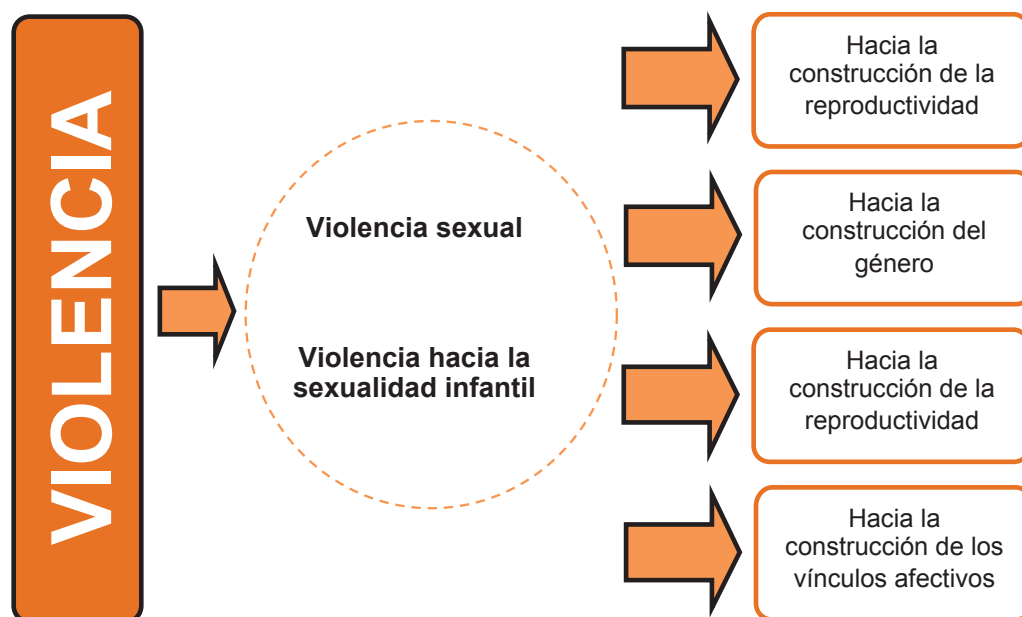 VIOLENCIA
Violencia sexual
Violencia hacia la
sexualidad infantil
Hacia la
construcción de la
reproductividad
Hacia la
construcción del
género
Hacia la
construcción de la
reproductividad
Hacia la
construcción de los
vínculos afectivos